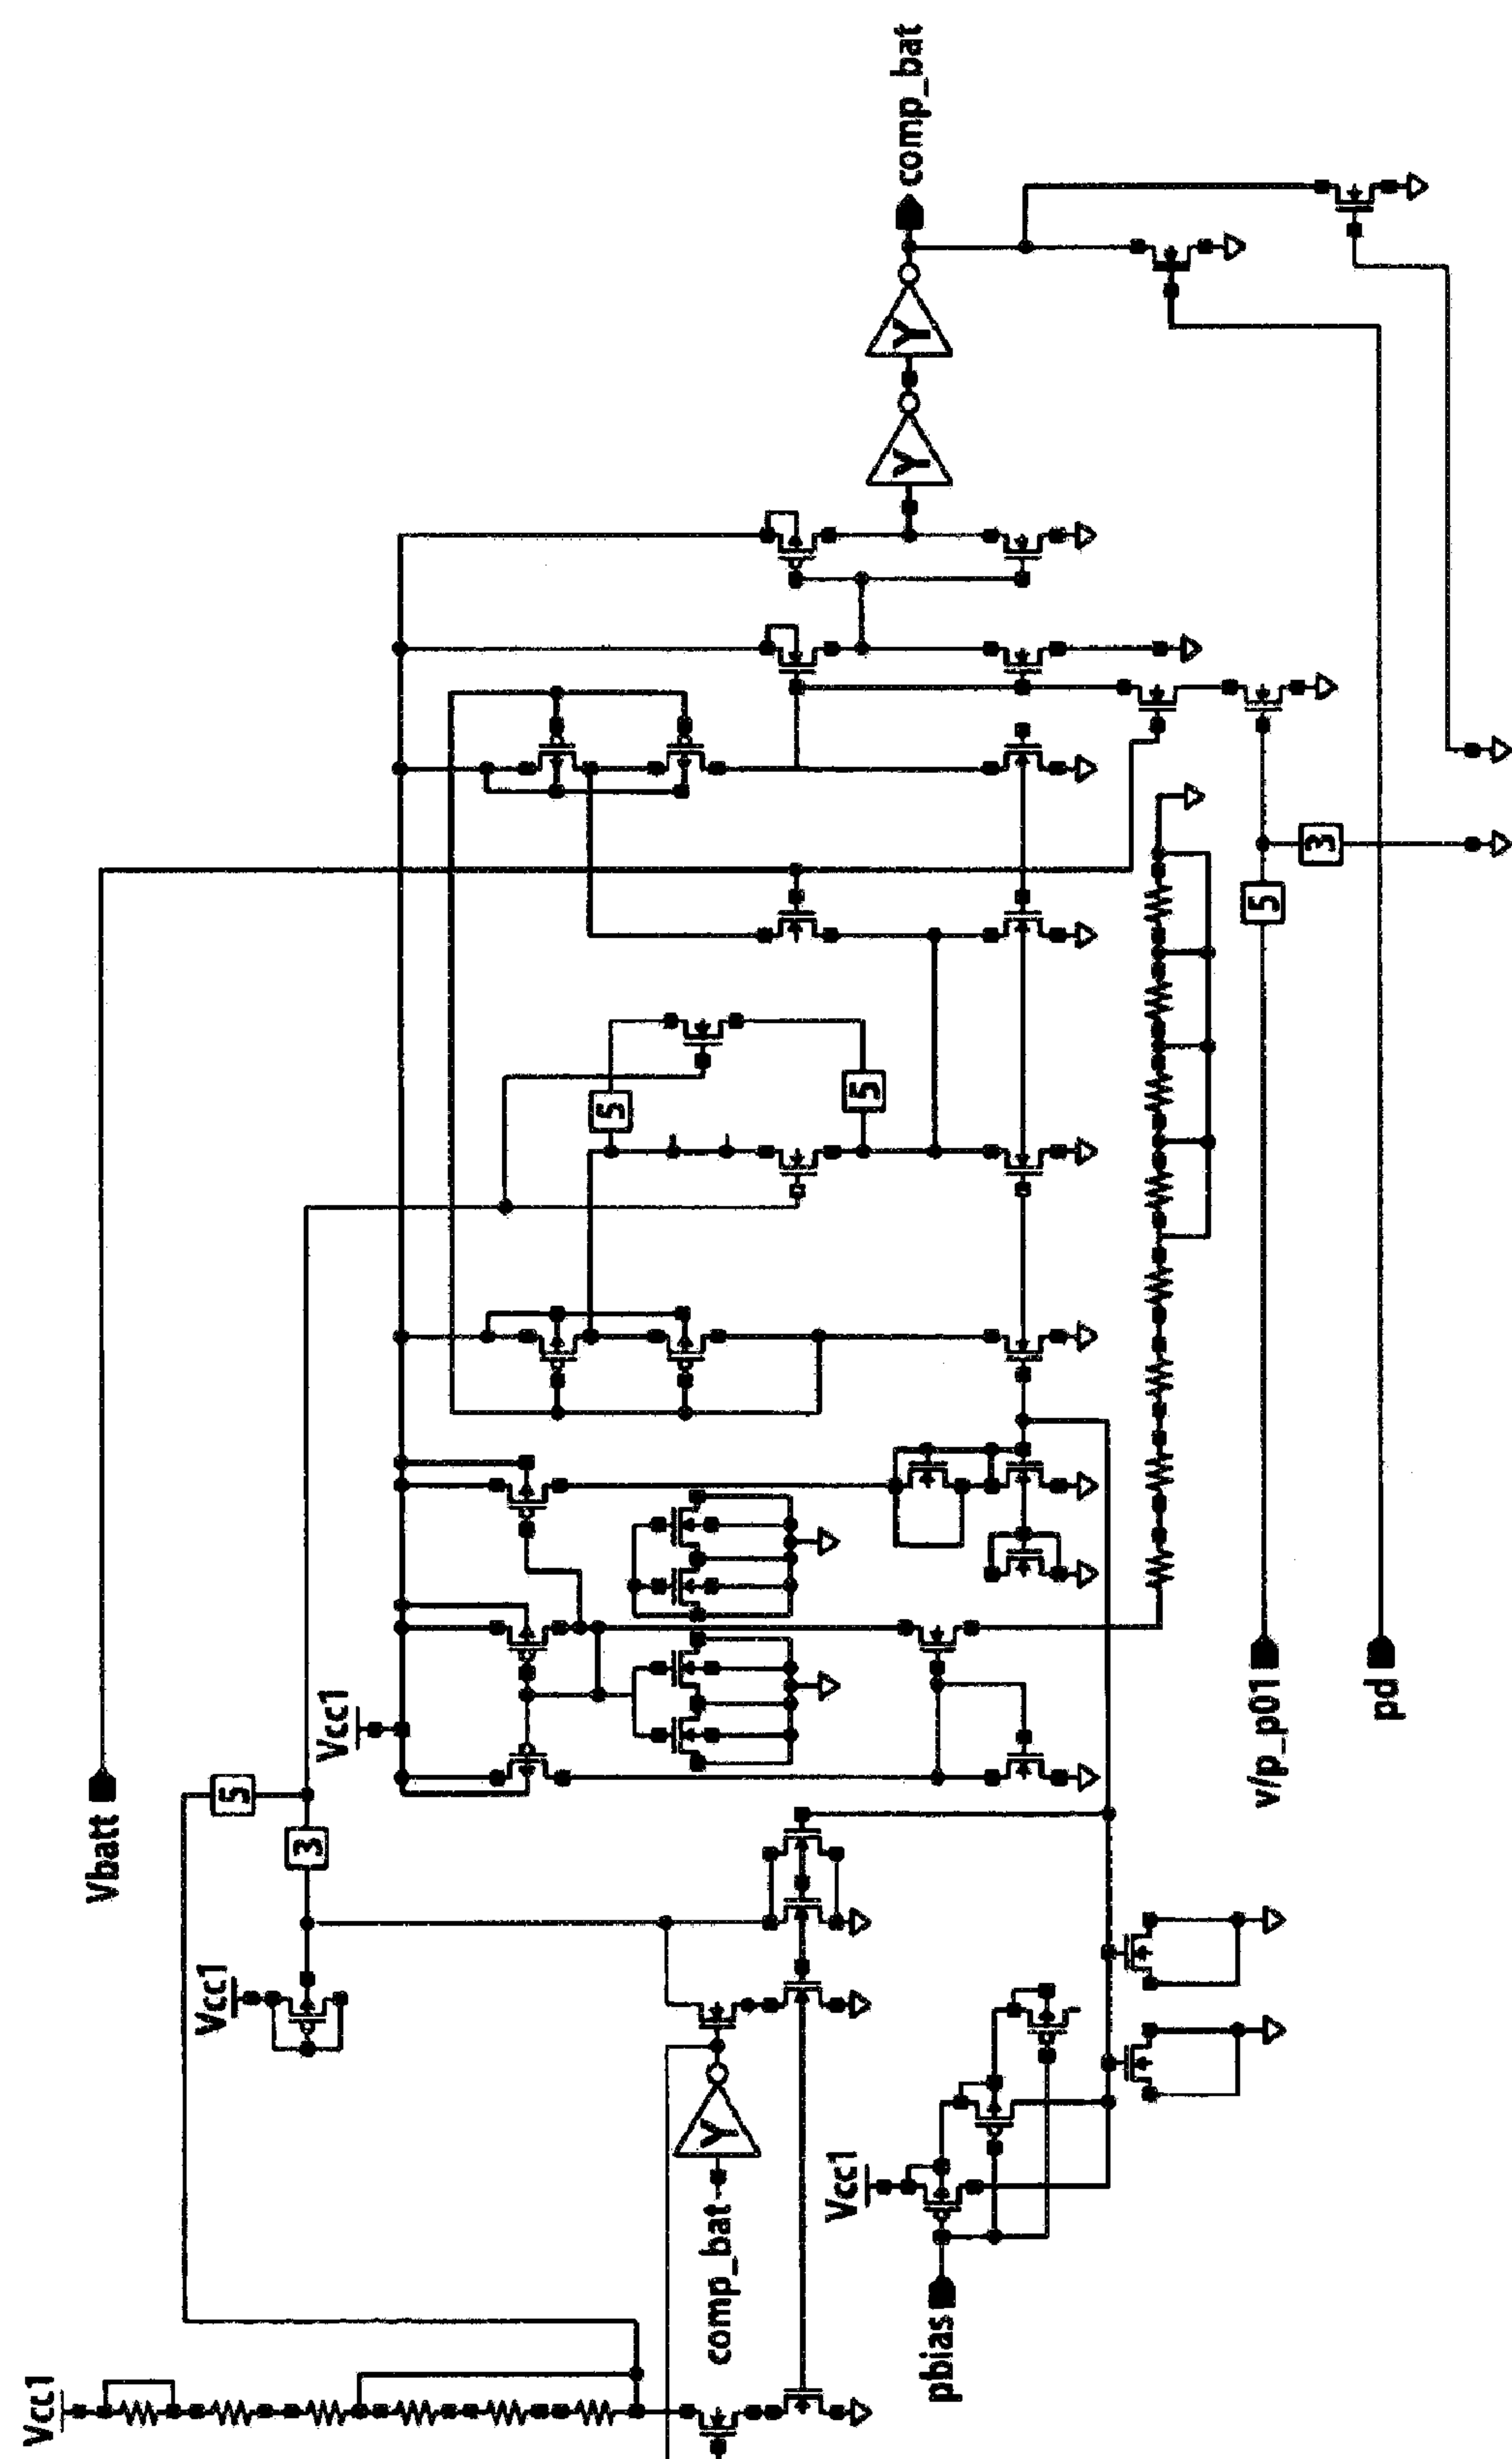 comp_bat
Y
Y
3
5
5
5
Vcc1
5
3
Vbatt
v/p_p01
pd
Vcc1
Y
comp_bat
Vcc1
pbias
Vcc1